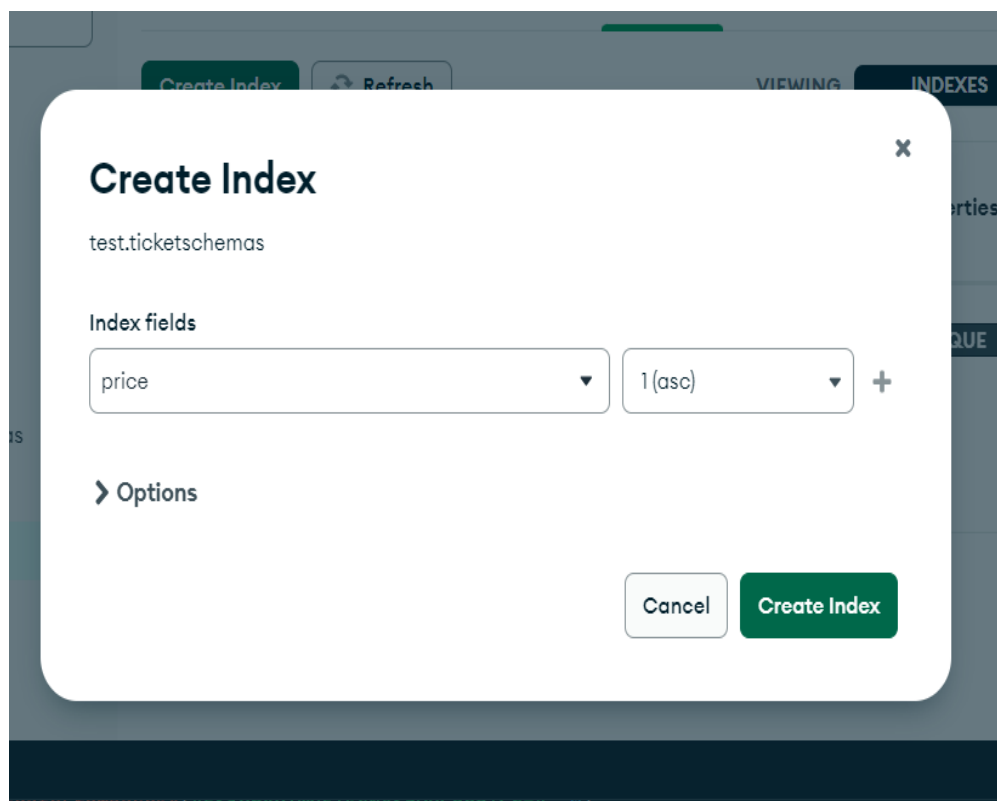 Create Index Refresh VIEWING INDEXES
Create Index
test.ticketschemas
Index fields
price 1 (asc)
Options
Cancel Create Index